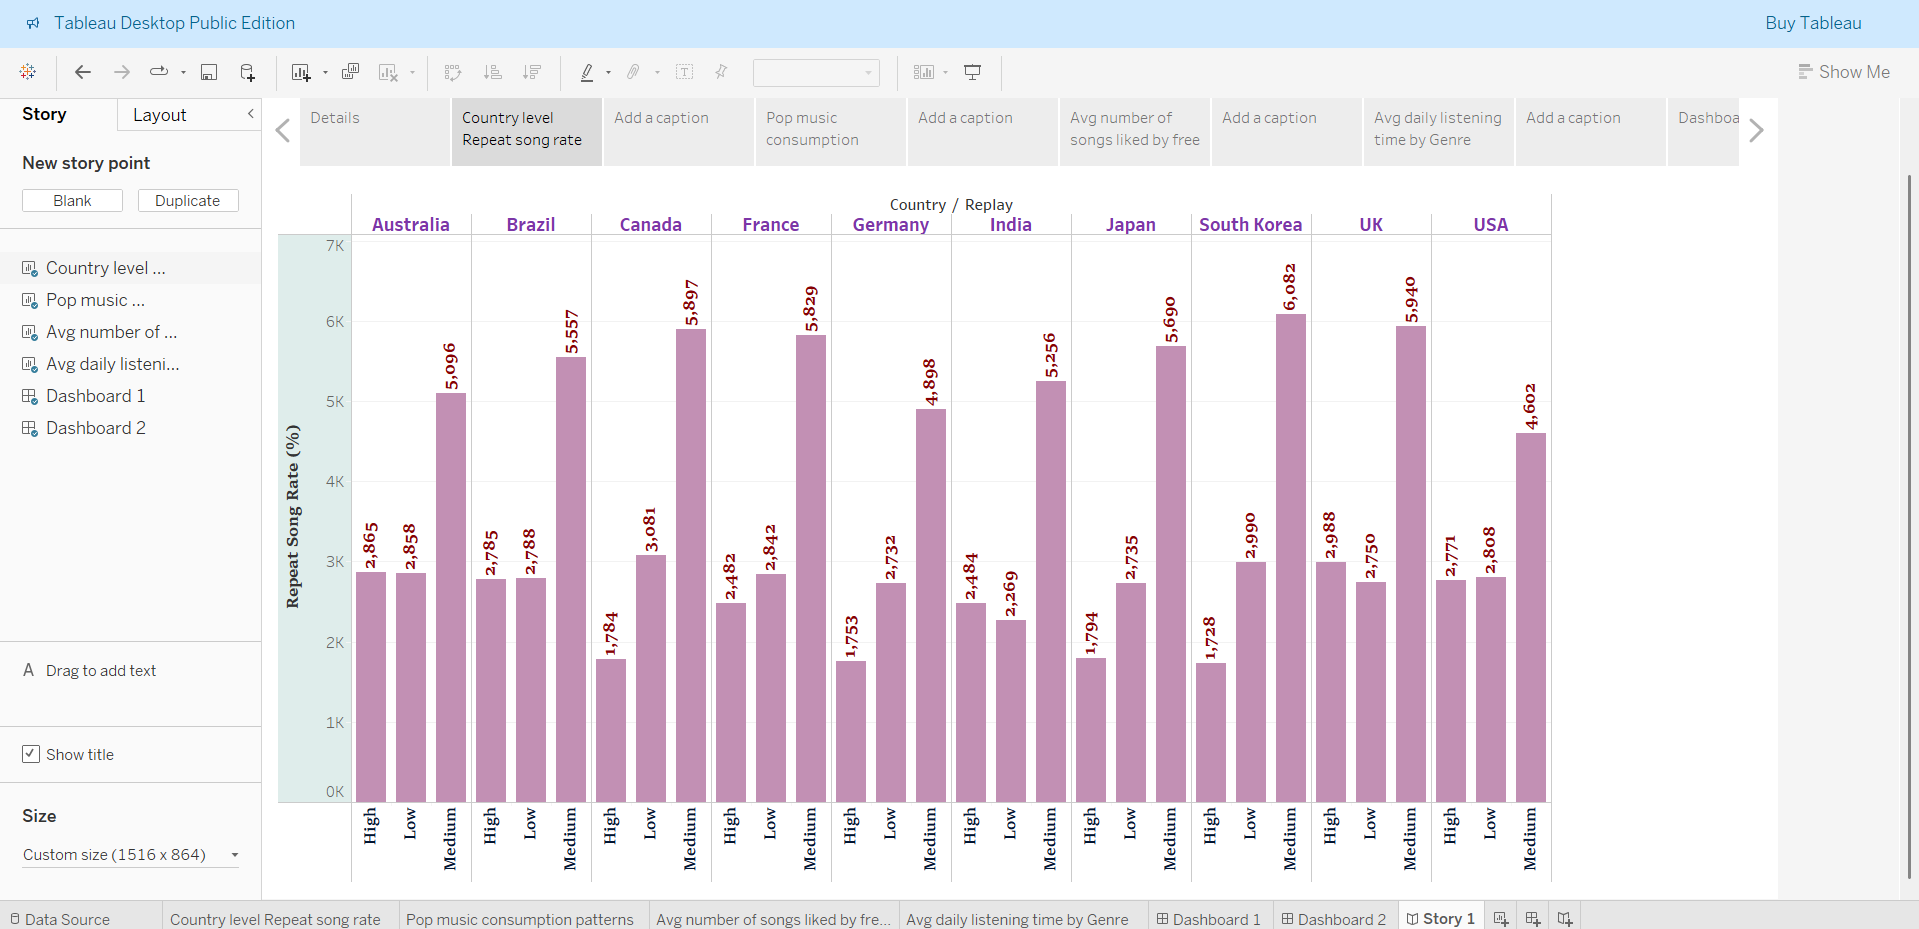 Tableau Desktop Public Edition
Buy Tableau
Show Me
Story
Layout
New story point
Blank
Duplicate
Country level ...
Pop music ...
Avg number of ...
Avg daily listeni...
Dashboard 1
Dashboard 2
A Drag to add text
Show title
Size
Custom size (1516 x 864)
Details
Country level
Repeat song rate
Add a caption
Pop music
consumption
Add a caption
Avg number of
songs liked by free
Add a caption
Avg daily listening
time by Genre
Add a caption
Dashboa
Country / Replay
Australia Brazil Canada France Germany India Japan South Korea UK USA
Repeat Song Rate (%)
7K
6K
5K
4K
3K
2K
1K
0K
2,865 2,858 5,096
2,785 2,788 5,557
1,784 3,081 5,897
2,482 2,842 5,829
1,753 2,732 4,898
2,484 2,269 5,256
1,794 2,735 5,690
1,728 2,990 6,082
2,988 2,750 5,940
2,771 2,808 4,602
High Low Medium High Low Medium High Low Medium High Low Medium High Low Medium High Low Medium High Low Medium High Low Medium High Low Medium High Low Medium
Data Source
Country level Repeat song rate
Pop music consumption patterns
Avg number of songs liked by fre...
Avg daily listening time by Genre
Dashboard 1
Dashboard 2
Story 1